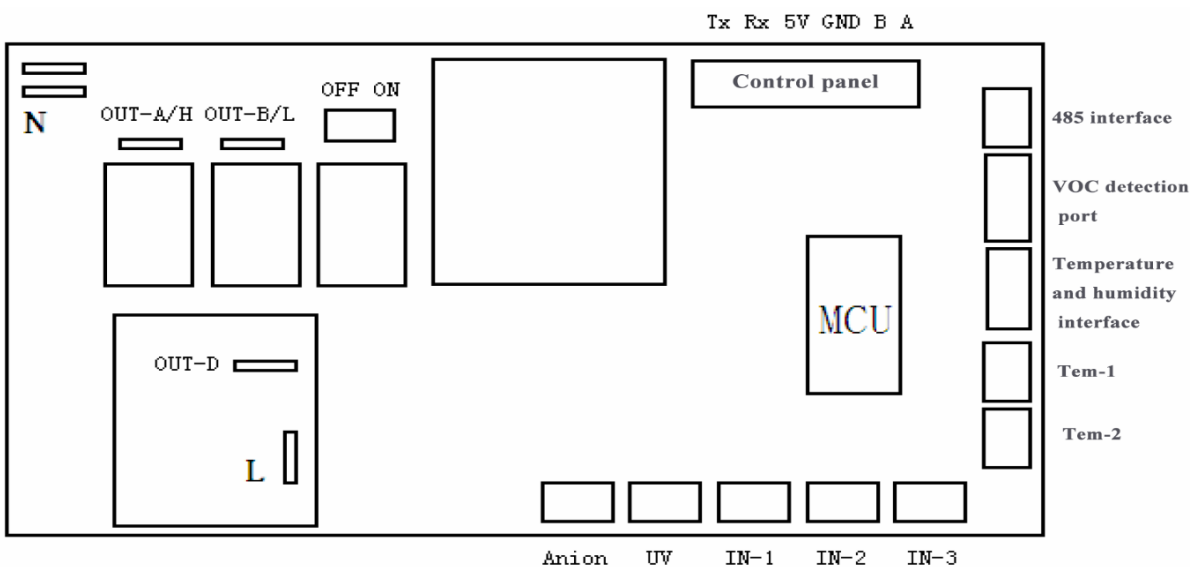 Tx Rx 5V GND B A
Control panel
OFF ON
N
OUT-A/H OUT-B/L
485 interface
VOC detection
port
Temperature
and humidity
interface
MCU
OUT-D
Tem-1
Tem-2
L
Anion UV IN-1 IN-2 IN-3